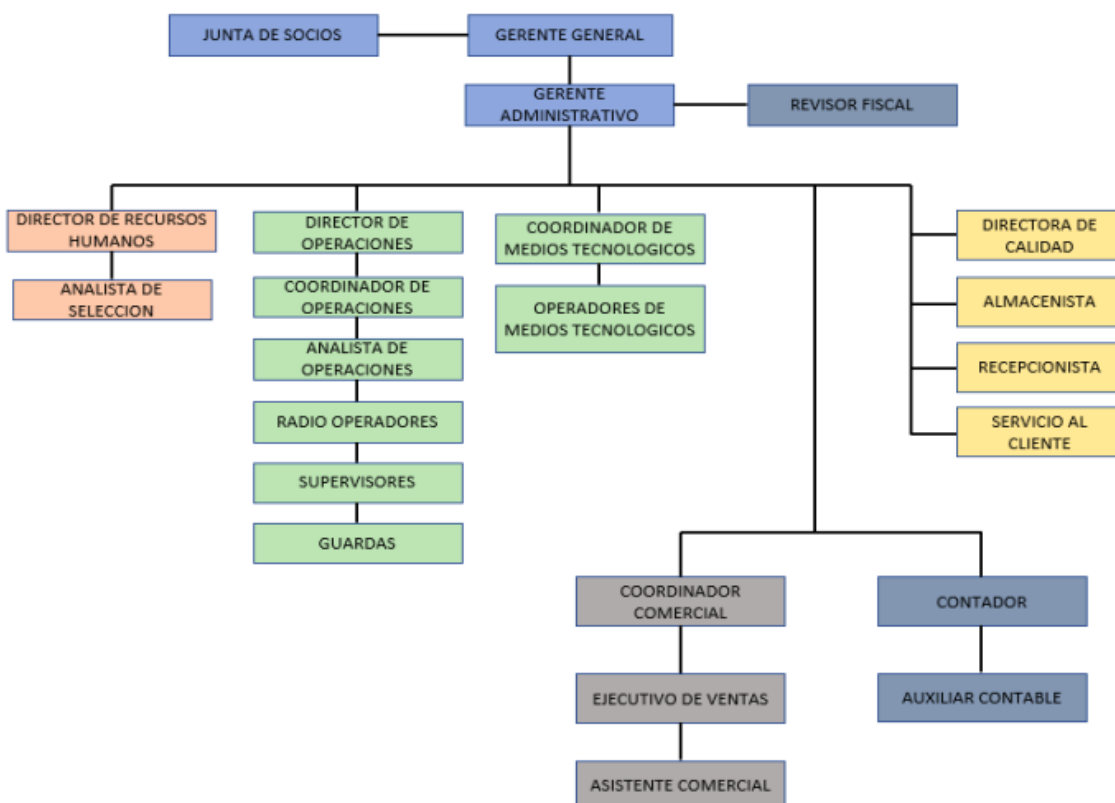 JUNTA DE SOCIOS
GERENTE GENERAL
GERENTE
ADMINISTRATIVO
REVISOR FISCAL
DIRECTOR DE RECURSOS
HUMANOS
ANALISTA DE
SELECCION
DIRECTOR DE
OPERACIONES
COORDINADOR DE
OPERACIONES
ANALISTA DE
OPERACIONES
RADIO OPERADORES
SUPERVISORES
GUARDAS
COORDINADOR DE
MEDIOS TECNOLOGICOS
OPERADORES DE
MEDIOS TECNOLOGICOS
DIRECTORA DE
CALIDAD
ALMACENISTA
RECEPCIONISTA
SERVICIO AL
CLIENTE
COORDINADOR
COMERCIAL
EJECUTIVO DE VENTAS
ASISTENTE COMERCIAL
CONTADOR
AUXILIAR CONTABLE